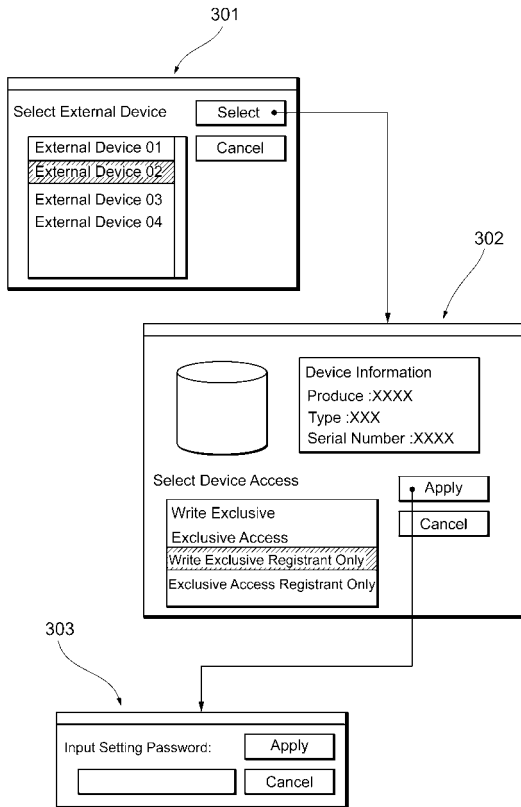 301
Select External Device
Select
Cancel
External Device 01
External Device 02
External Device 03
External Device 04
302
Device Information
Produce :XXXX
Type :XXX
Serial Number :XXXX
Select Device Access
Apply
Cancel
Write Exclusive
Exclusive Access
Write Exclusive Registrant Only
Exclusive Access Registrant Only
303
Input Setting Password:
Apply
Cancel